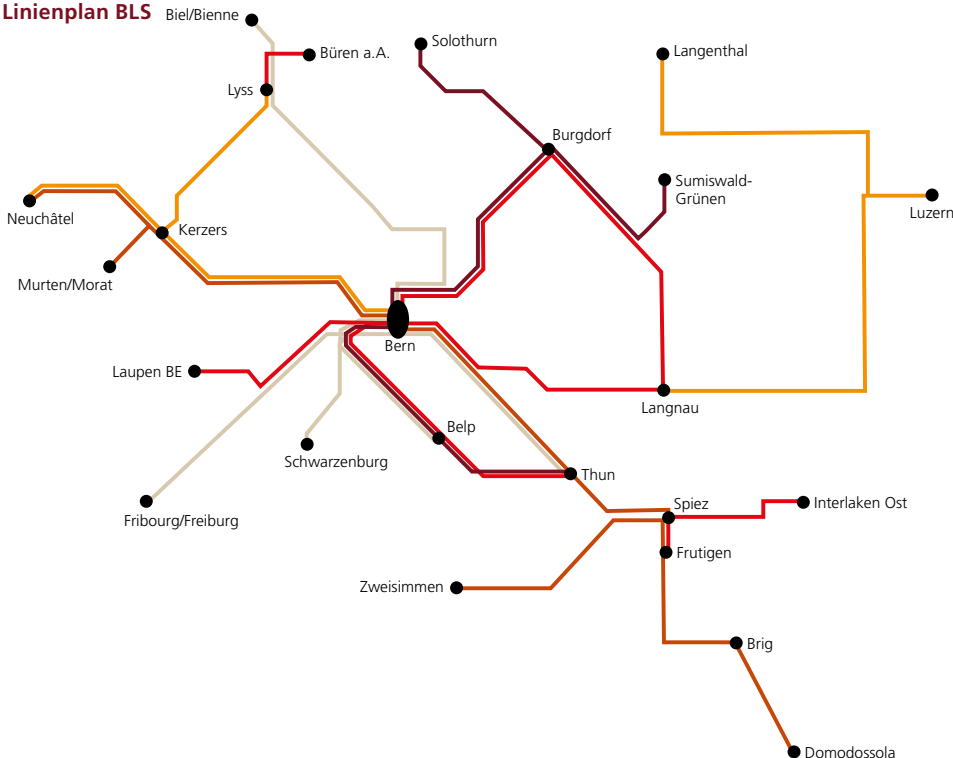 Linienplan BLS
Biel/Bienne
Büren a.A.
Solothurn
Langenthal
Lyss
Burgdorf
Sumiswald-
Grünen
Neuchâtel
Luzern
Kerzers
Murten/Morat
Bern
Laupen BE
Langnau
Belp
Schwarzenburg
Thun
Fribourg/Freiburg
Spiez
Interlaken Ost
Frutigen
Zweisimmen
Brig
Domodossola